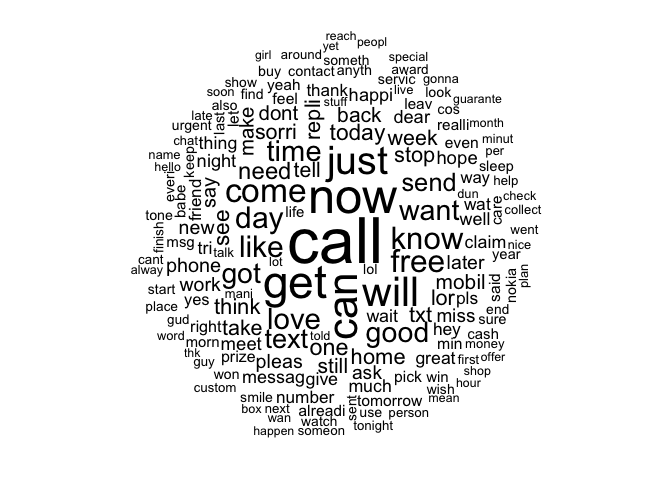 reach
yet peopl
girl around someth special
buy contact anyth award
show yeah servic gonna
soon find feel thank happi live look
also stuff leav guarante
late last let make dont repli back dear cos
urgent sorri today week realli month
chat thing time just stop hope even minut
name keep night need tell per
hello send way sleep
everi babe friend say come now dun help
tone new see day life want wat care check
finish well collect
msg tri talk like call know claim went
cant lot nice
alway phone got get can lol free later year
start work mani will mobil said nokia plan
place yes think lor pls
gud right take love wait txt miss end
word morn meet text told good hey sure
thk prize one min cash money
guy pleas still home great first offer
won messag give ask pick win shop
custom much wish hour
smile number sent tomorrow mean
box next alreadi use person
wan watch
happen someon tonight